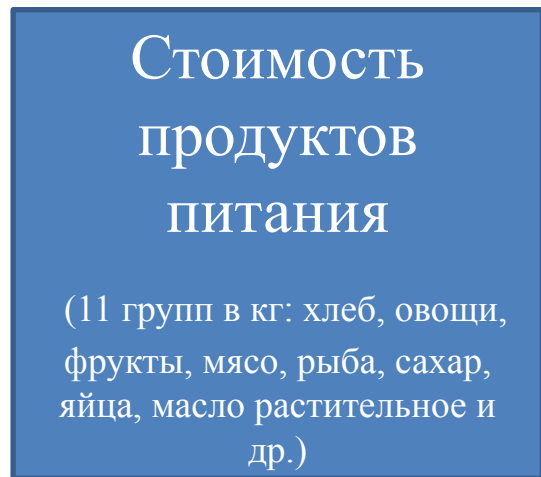 Стоимость
продуктов
питания
(11 групп в кг: хлеб, овощи,
фрукты, мясо, рыба, сахар,
яйца, масло растительное и
др.)